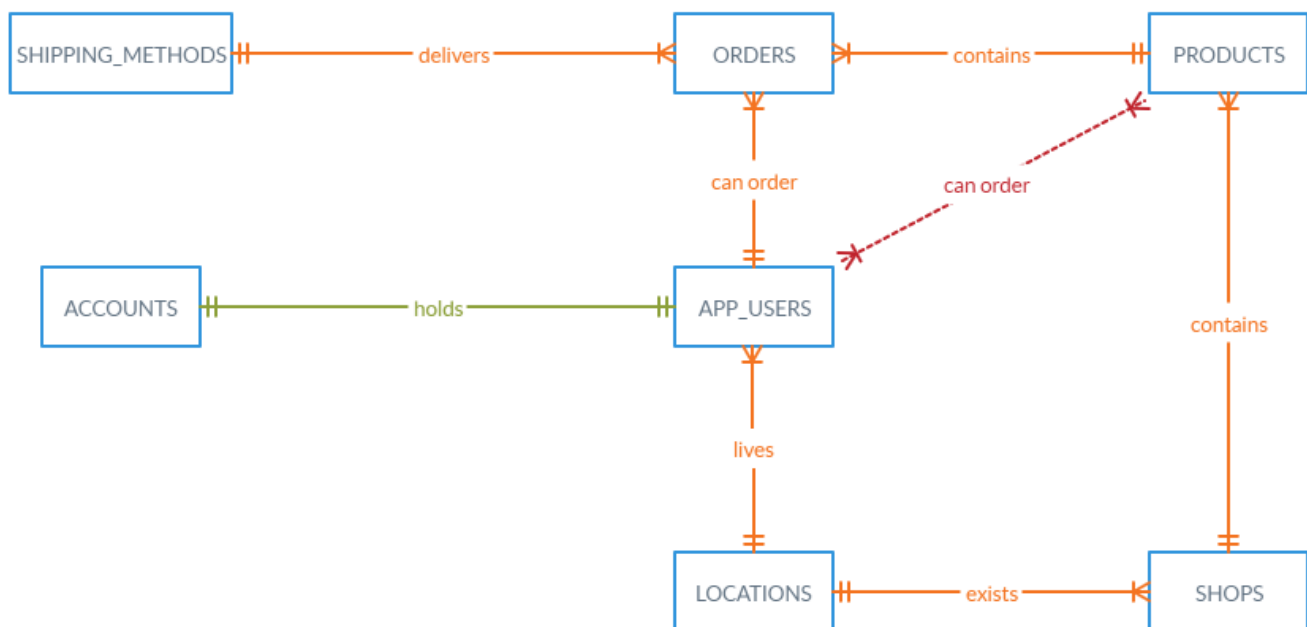 SHIPPING_METHODS
delivers
ORDERS
contains
PRODUCTS
can order
can order
ACCOUNTS
holds
APP_USERS
contains
lives
LOCATIONS
exists
SHOPS